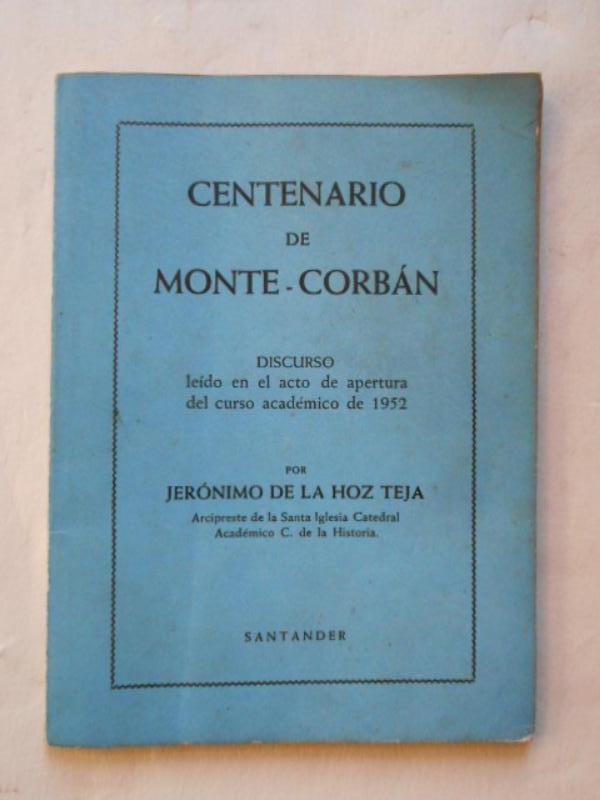 CENTENARIO
DE
MONTE-CORBÁN
DISCURSO
leído en el acto de apertura
del curso académico de 1952
POR
JERÓNIMO DE LA HOZ TEJA
Arcipreste de la Santa Iglesia Catedral
Académico C. de la Historia.
SANTANDER